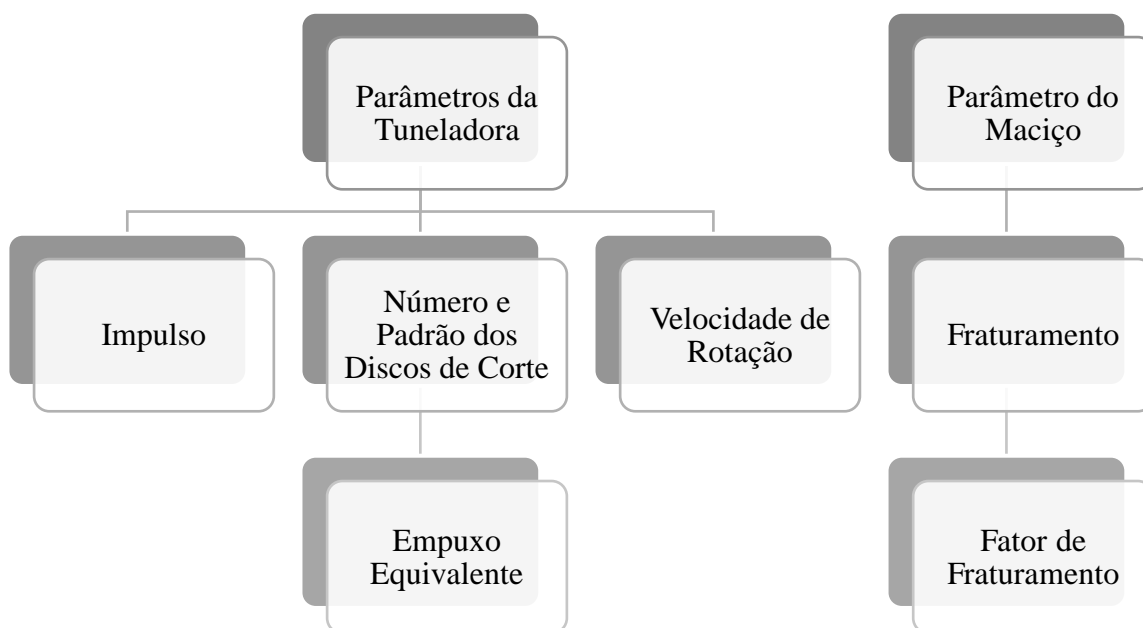 Parâmetros da
Tuneladora
Parâmetro do
Maciço
Impulso
Número e
Padrão dos
Discos de Corte
Velocidade de
Rotação
Fraturamento
Empuxo
Equivalente
Fator de
Fraturamento